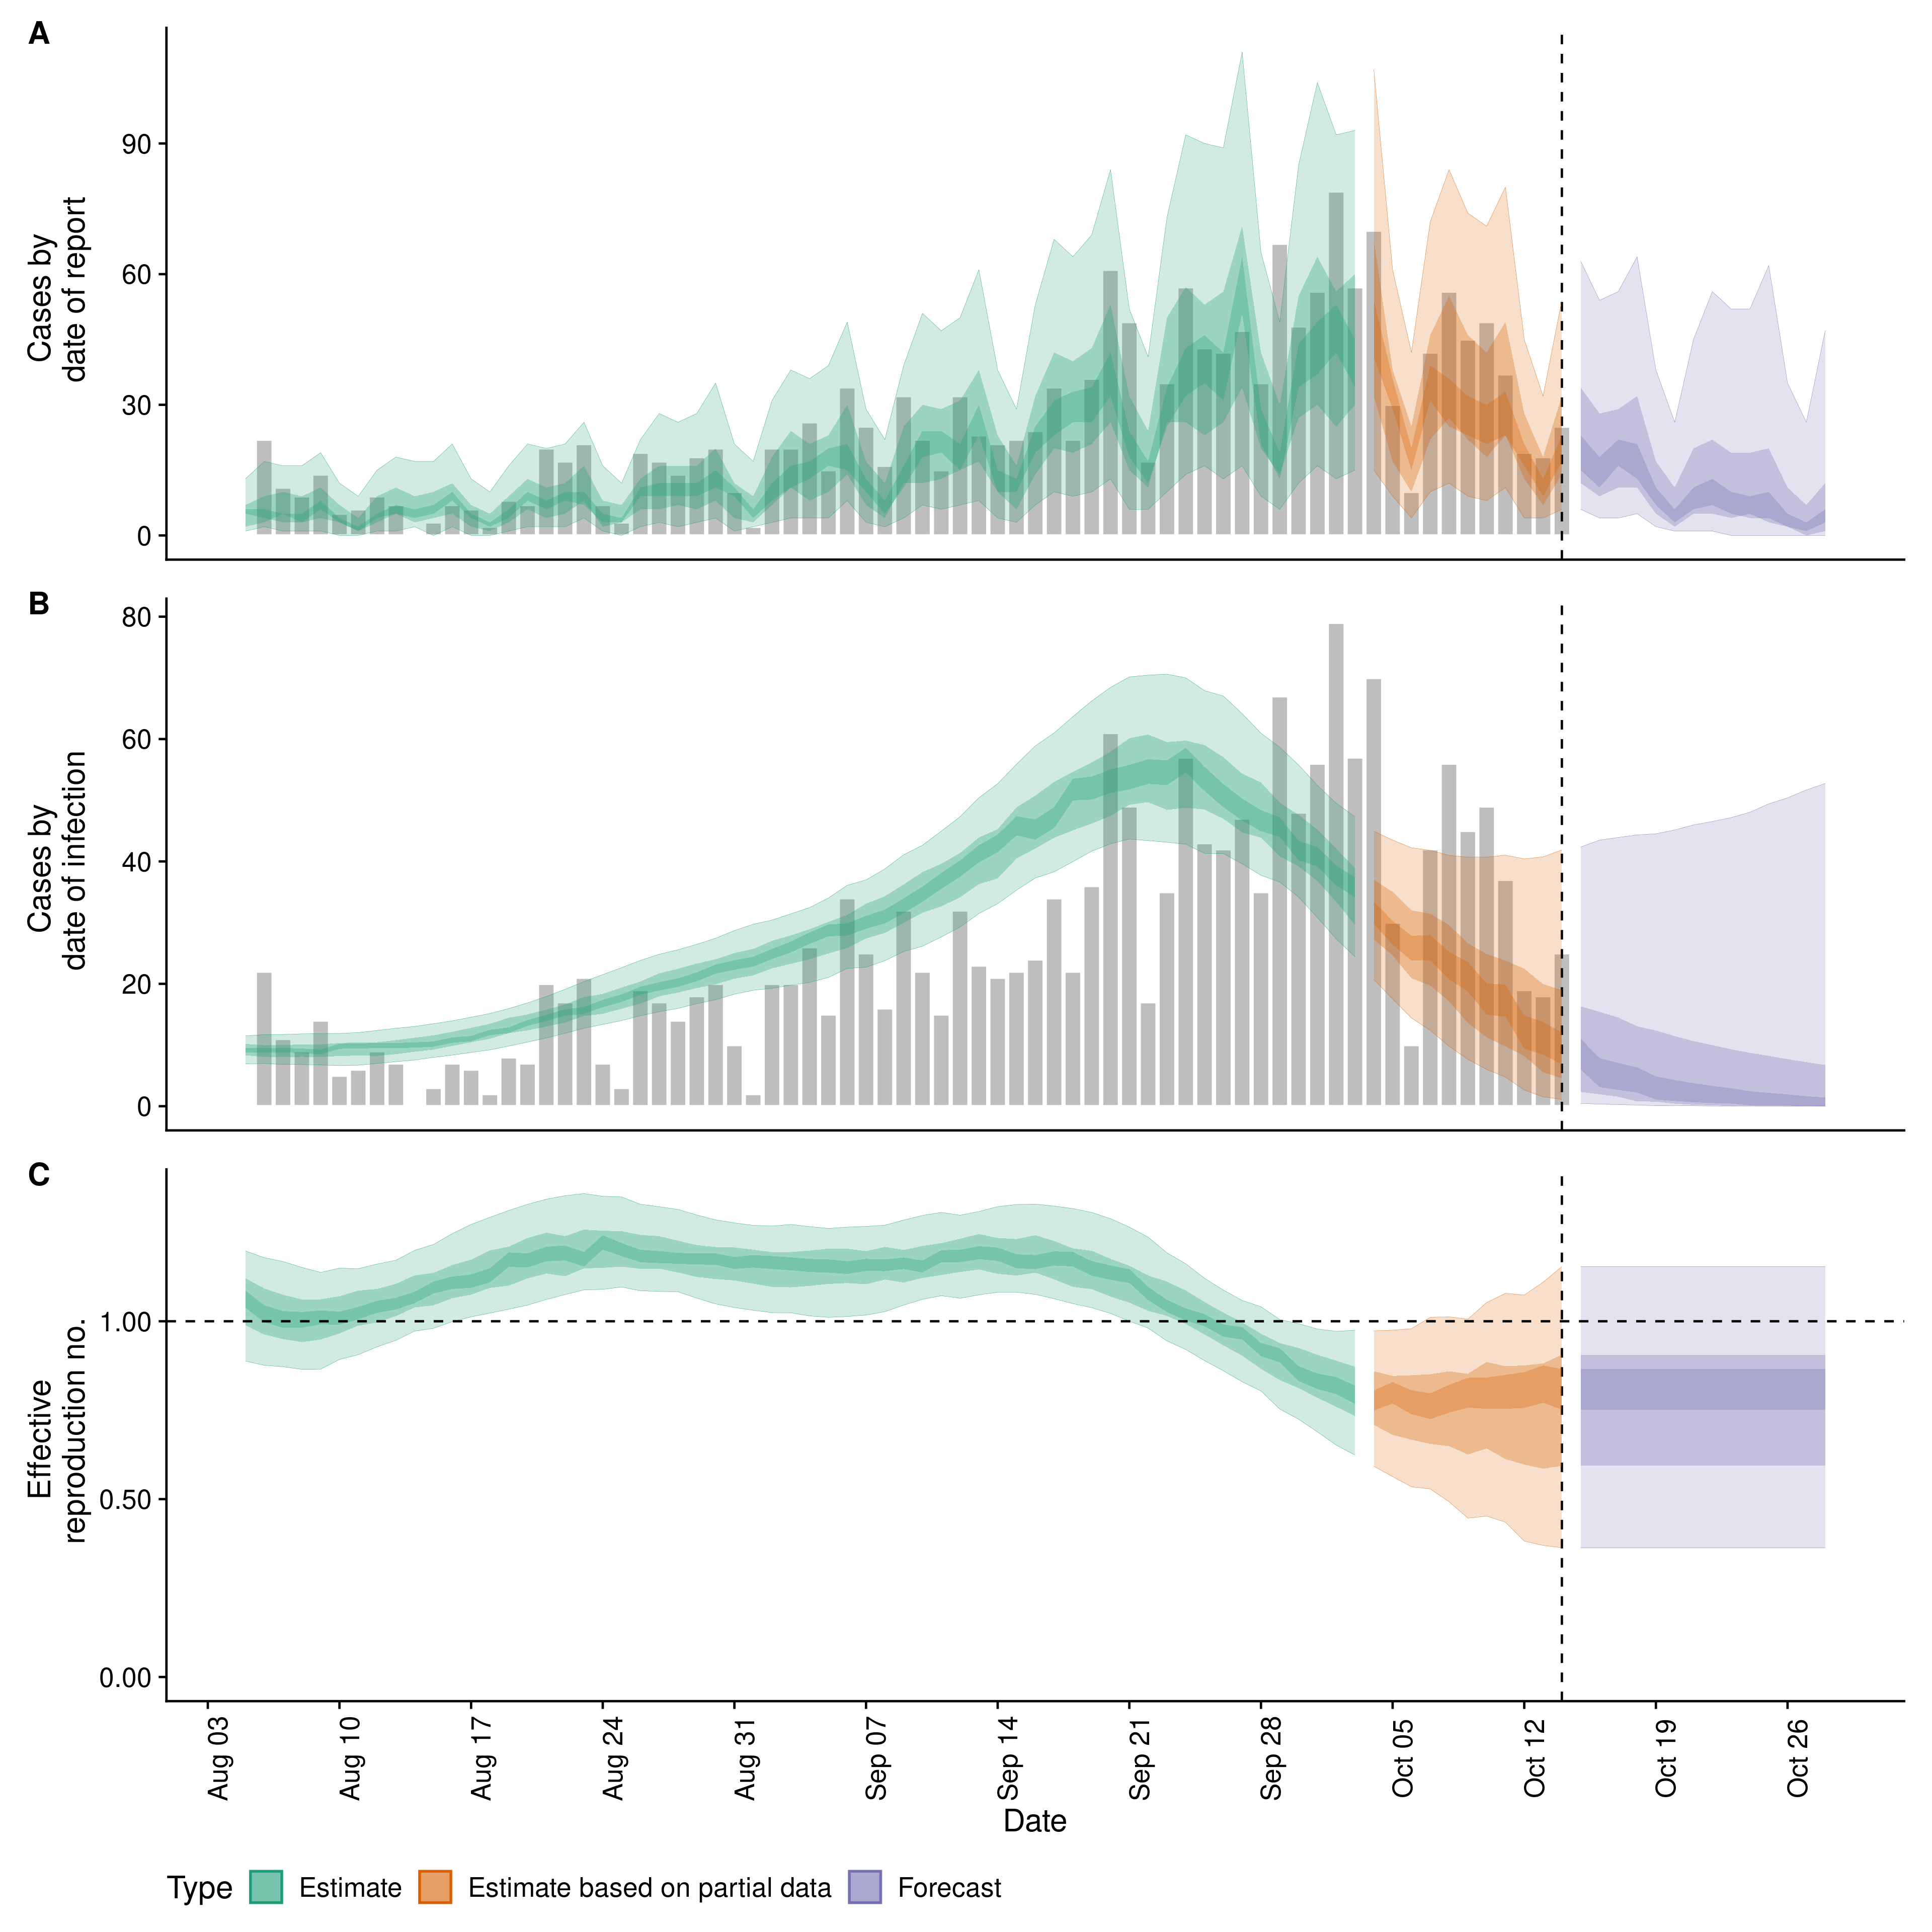 A
Cases by
date of report
90
60
30
0
B
Cases by
date of infection
80
60
40
20
0
C
Effective
reproduction no.
1.00
0.50
0.00
Aug 03
Aug 10
Aug 17
Aug 24
Aug 31
Sep 07
Sep 14
Sep 21
Sep 28
Oct 05
Oct 12
Oct 19
Oct 26
Date
Type Estimate Estimate based on partial data Forecast